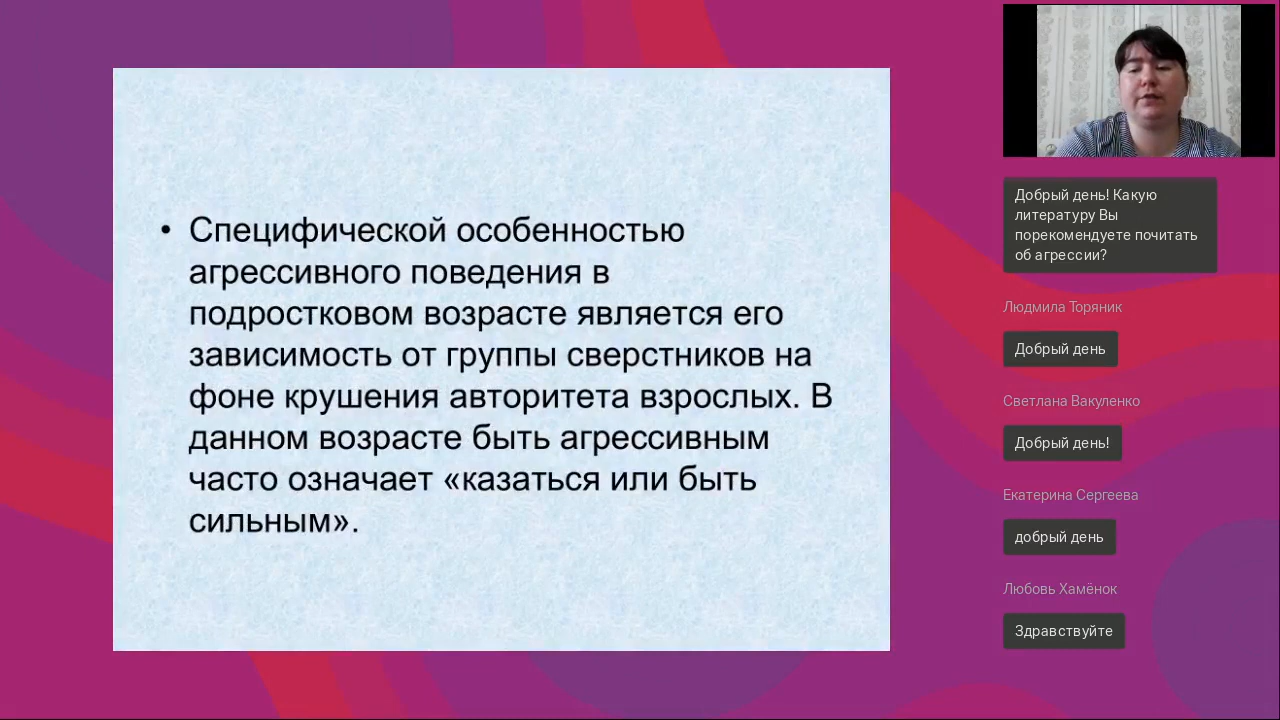 • Специфической особенностью
агрессивного поведения в
подростковом возрасте является его
зависимость от группы сверстников на
фоне крушения авторитета взрослых. В
данном возрасте быть агрессивным
часто означает «казаться или быть
сильным».
Добрый день! Какую
литературу Вы
порекомендуете почитать
об агрессии?
Людмила Торяник
Добрый день
Светлана Вакуленко
Добрый день!
Екатерина Сергеева
добрый день
Любовь Хамёнок
Здравствуйте